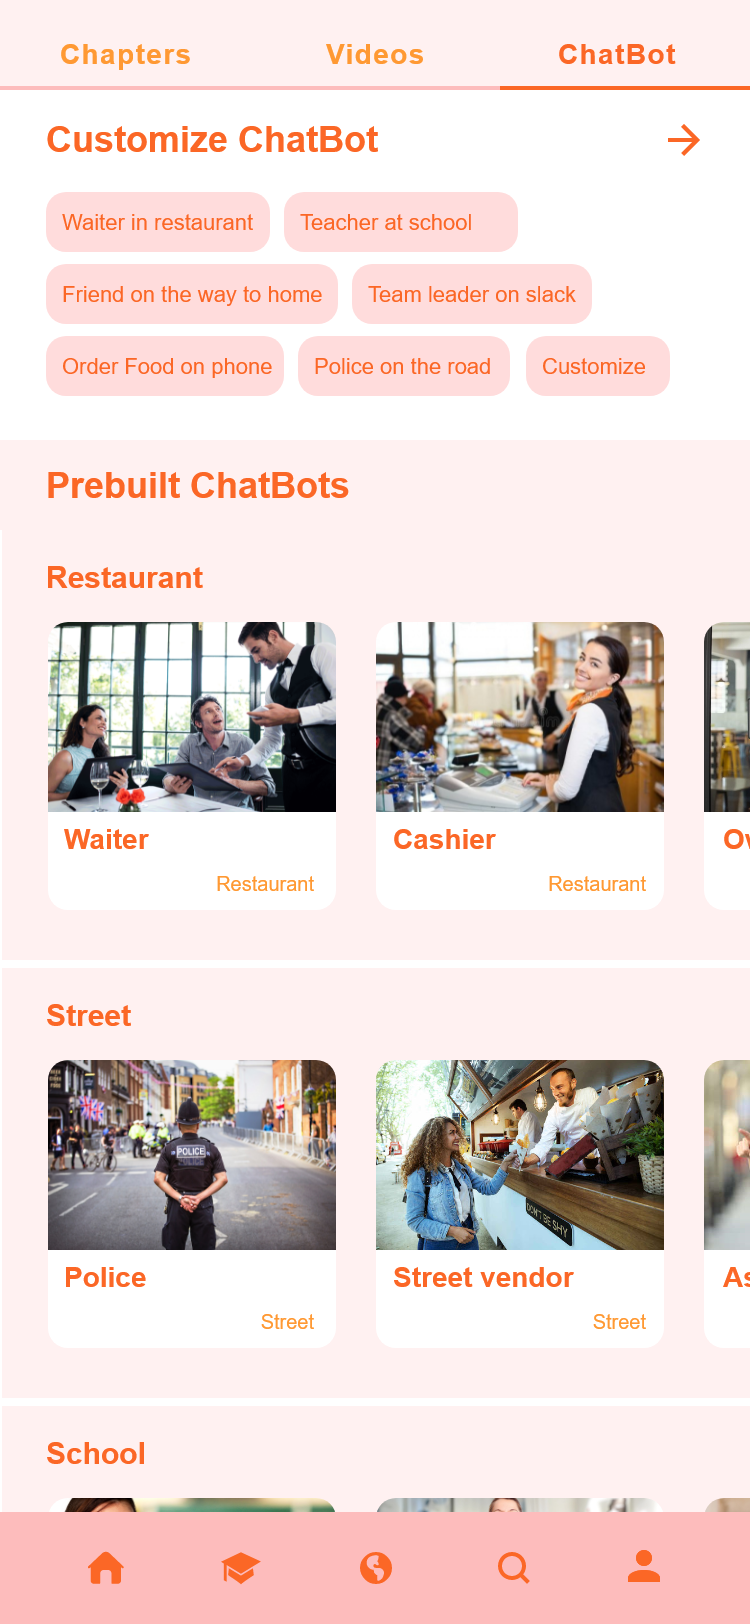 Chapters Videos ChatBot
Customize ChatBot
Waiter in restaurant Teacher at school
Friend on the way to home Team leader on slack
Order Food on phone Police on the road Customize
Prebuilt ChatBots
Restaurant
Waiter Cashier
Restaurant Restaurant
Street
POLICE
DON'T BE SHY
Police Street vendor
Street Street
School